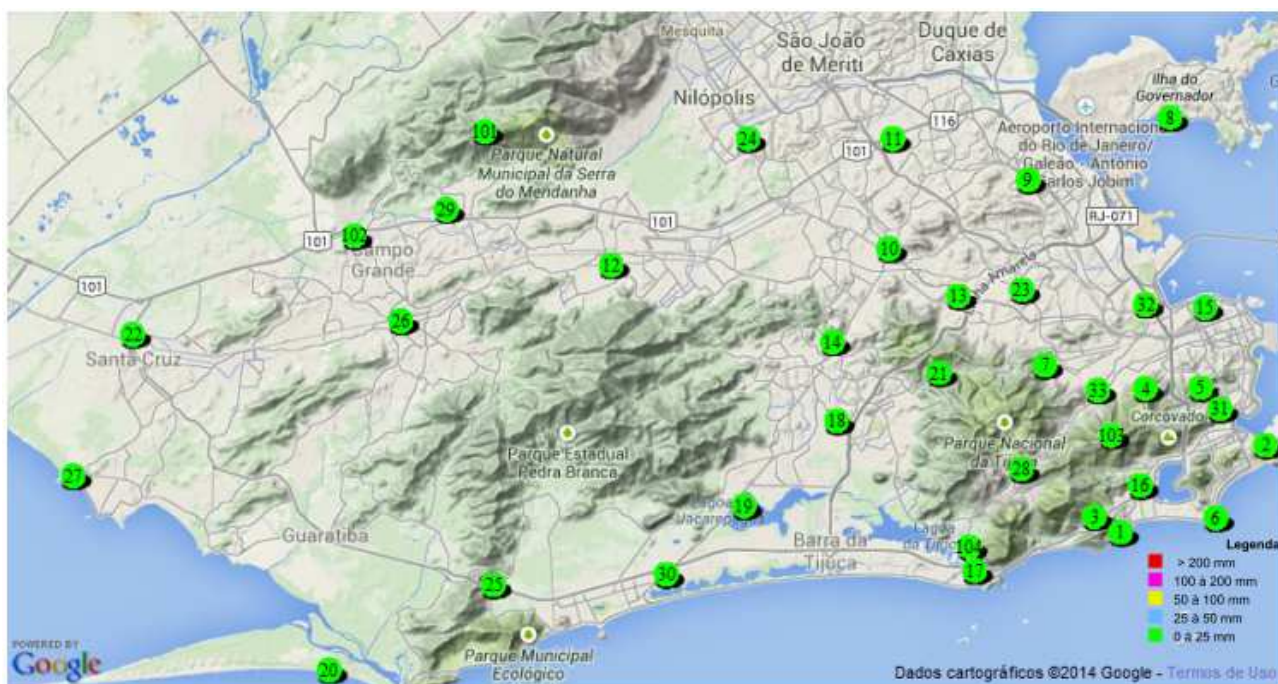 Mesquita
São João
de Meriti
Duque de
Caxias
Ilha do
Governador
8
Nilópolis
101
24
11
116
101
Parque Natural
Municipal da Serra
do Mendanha
Aeroporto Internacional
do Rio de Janeiro/
Galeão - Antônio
Carlos Jobim
9
29
101
RJ-071
102
101
Campo
Grande
10
12
101
13
23
32
15
26
22
Santa Cruz
14
21
7
33
4
5
31
Corcovado
18
103
2
Parque Nacional
da Tijuca
Parque Estadual
Pedra Branca
28
27
16
19
Guaratiba
Barra da
Tijuca
Lagoa
da Tijuca
3
1
6
104
17
25
30
Legenda
> 200 mm
100 à 200 mm
50 à 100 mm
25 à 50 mm
0 à 25 mm
POWERED BY
Google
20
Parque Municipal
Ecológico
Dados cartográficos ©2014 Google - Termos de Uso